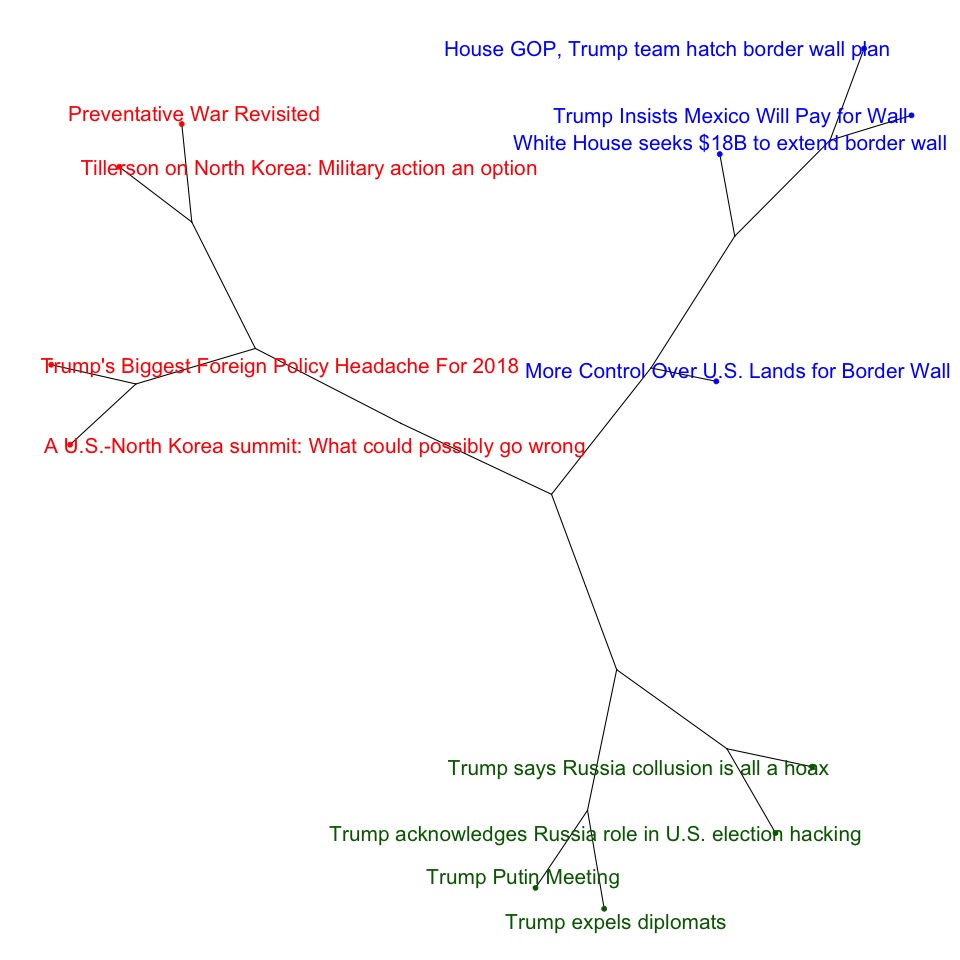 House GOP, Trump team hatch border wall plan
Preventative War Revisited
Trump Insists Mexico Will Pay for Wall
White House seeks $18B to extend border wall
Tillerson on North Korea: Military action an option
Trump's Biggest Foreign Policy Headache For 2018
More Control Over U.S. Lands for Border Wall
A U.S.-North Korea summit: What could possibly go wrong
Trump says Russia collusion is all a hoax
Trump acknowledges Russia role in U.S. election hacking
Trump Putin Meeting
Trump expels diplomats